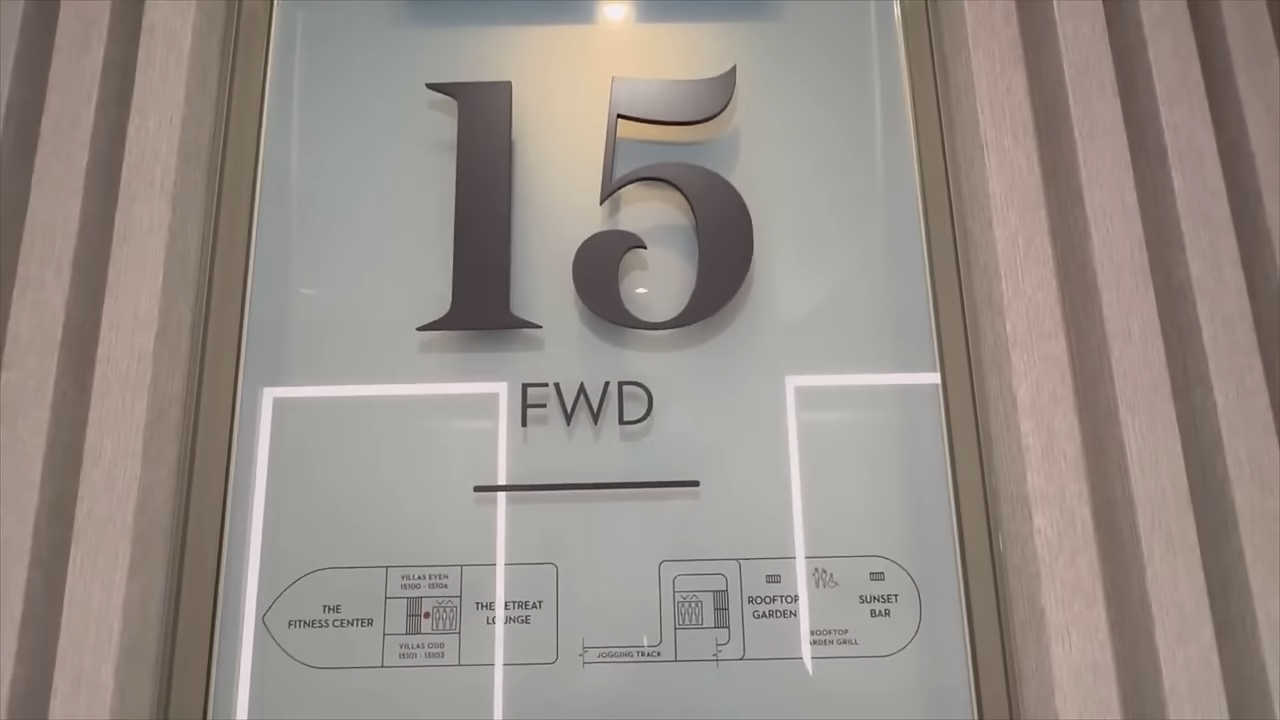 15
FWD
THE
FITNESS CENTER
VILLAS EVEN
15100 - 15106
VILLAS ODD
15101 - 15103
THE RETREAT
LOUNGE
JOGGING TRACK
ROOFTOP
GARDEN
ROOFTOP
GARDEN GRILL
SUNSET
BAR